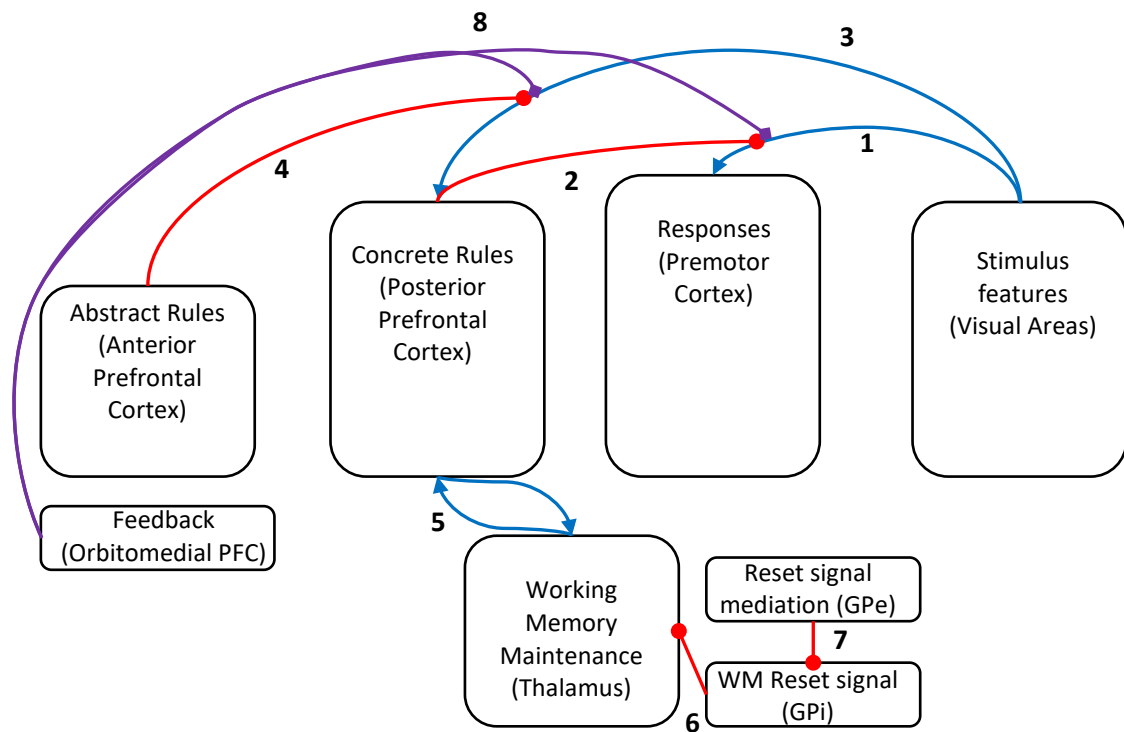 8
3
4
2
1
Abstract Rules
(Anterior
Prefrontal
Cortex)
Concrete Rules
(Posterior
Prefrontal
Cortex)
Responses
(Premotor
Cortex)
Stimulus
features
(Visual Areas)
Feedback
(Orbitomedial PFC)
5
Working
Memory
Maintenance
(Thalamus)
Reset signal
mediation (GPe)
7
WM Reset signal
(GPi)
6